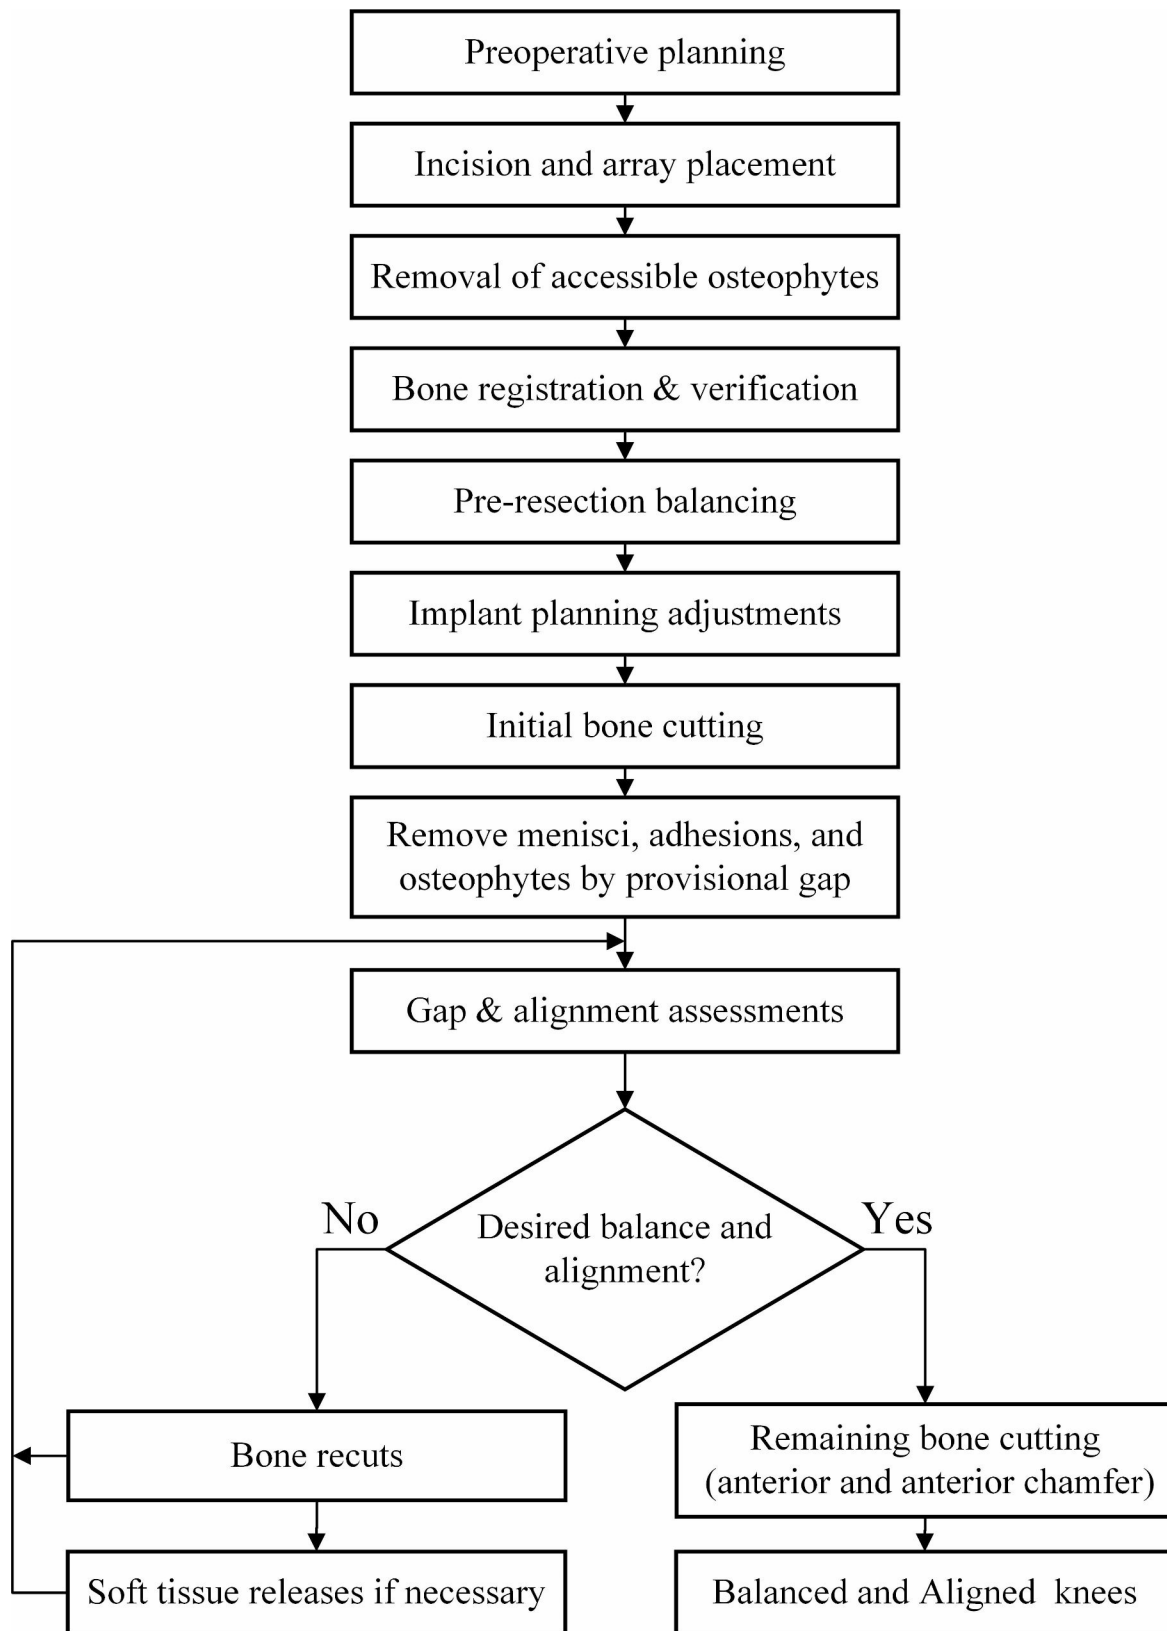 Preoperative planning
Incision and array placement
Removal of accessible osteophytes
Bone registration & verification
Pre-resection balancing
Implant planning adjustments
Initial bone cutting
Remove menisci, adhesions, and
osteophytes by provisional gap
Gap & alignment assessments
No
Desired balance and
alignment?
Yes
Bone recuts
Remaining bone cutting
(anterior and anterior chamfer)
Soft tissue releases if necessary
Balanced and Aligned knees